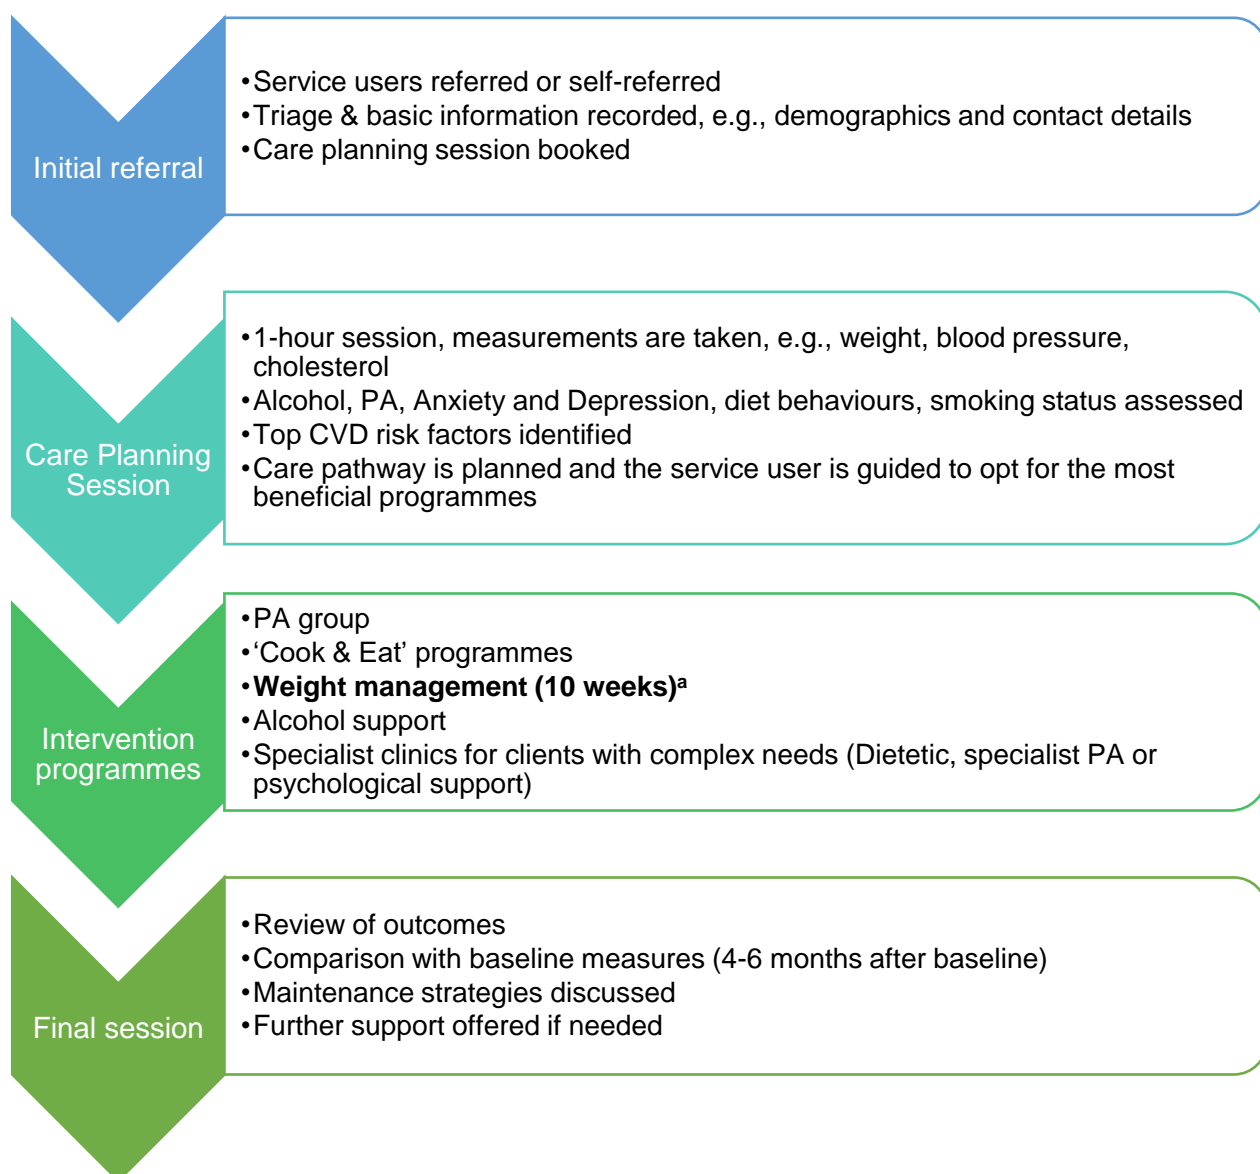 Initial referral
•Service users referred or self-referred
•Triage & basic information recorded, e.g., demographics and contact details
•Care planning session booked
Care Planning
Session
•1-hour session, measurements are taken, e.g., weight, blood pressure,
cholesterol
•Alcohol, PA, Anxiety and Depression, diet behaviours, smoking status assessed
•Top CVD risk factors identified
•Care pathway is planned and the service user is guided to opt for the most
beneficial programmes
Intervention
programmes
•PA group
•‘Cook & Eat’ programmes
•Weight management (10 weeks)ᵃ
•Alcohol support
•Specialist clinics for clients with complex needs (Dietetic, specialist PA or
psychological support)
Final session
•Review of outcomes
•Comparison with baseline measures (4-6 months after baseline)
•Maintenance strategies discussed
•Further support offered if needed